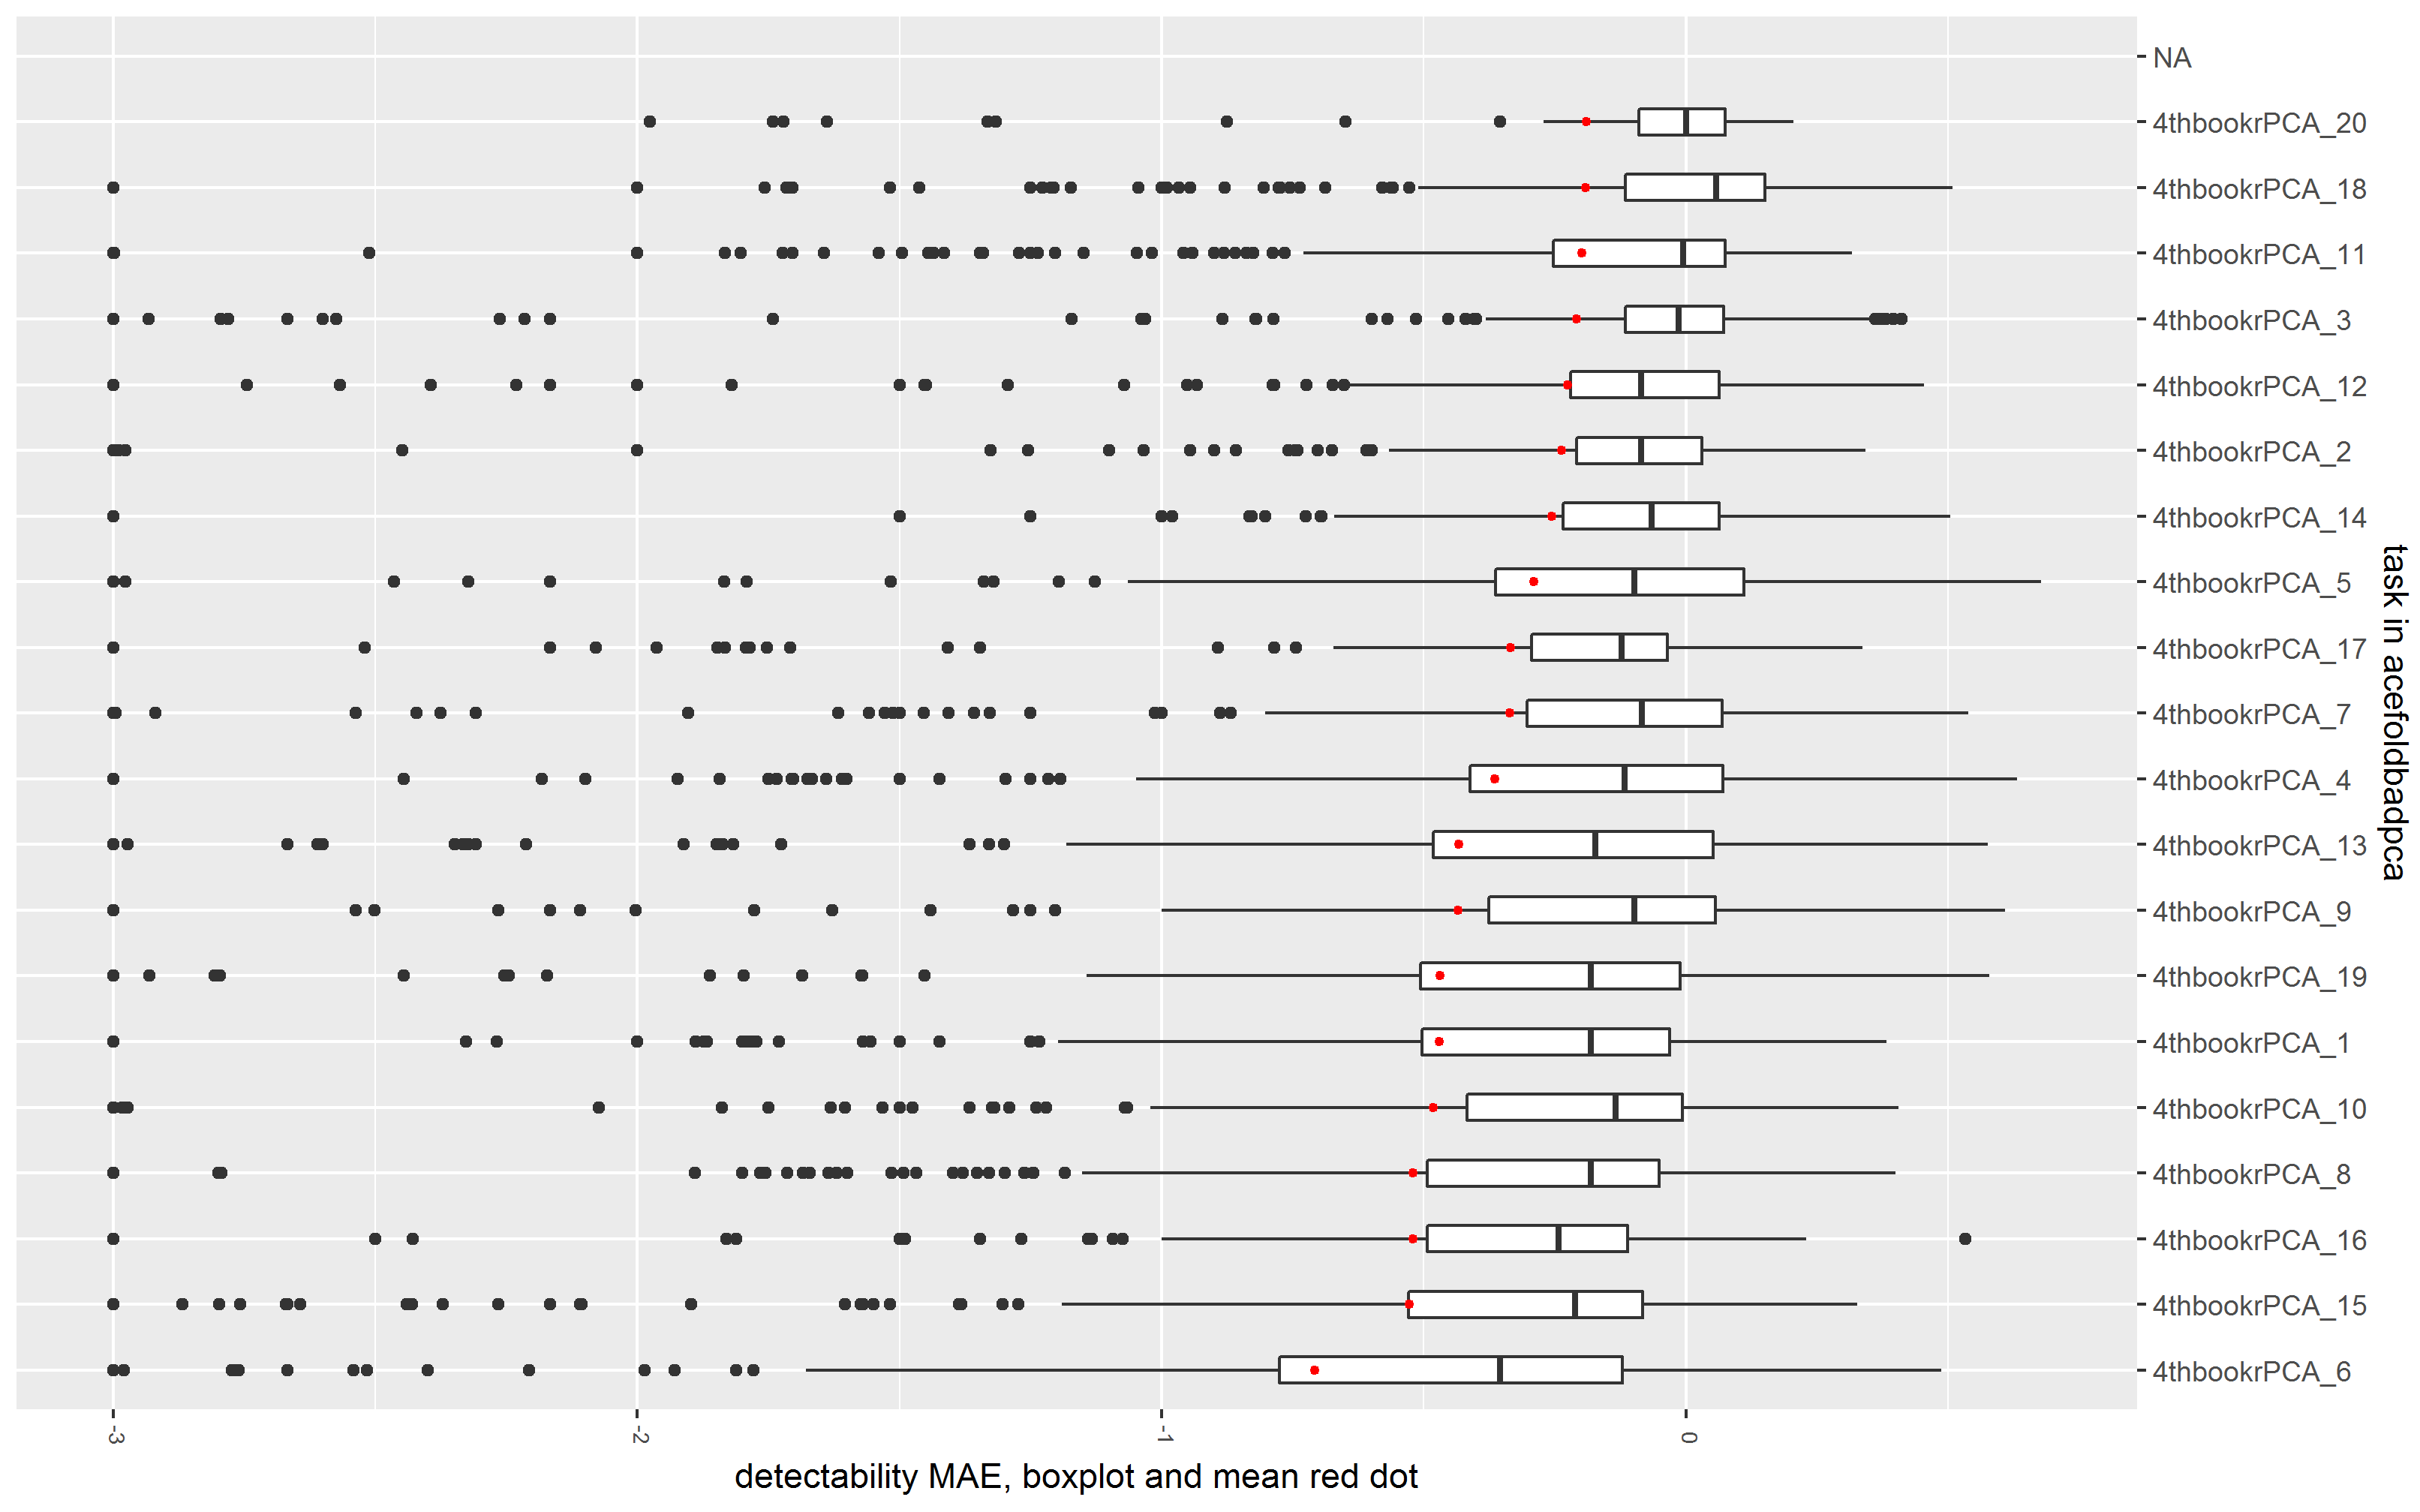 NA
4thbookrPCA_20
4thbookrPCA_18
4thbookrPCA_11
4thbookrPCA_3
4thbookrPCA_12
4thbookrPCA_2
4thbookrPCA_14
4thbookrPCA_5
4thbookrPCA_17
4thbookrPCA_7
4thbookrPCA_4
4thbookrPCA_13
4thbookrPCA_9
4thbookrPCA_19
4thbookrPCA_1
4thbookrPCA_10
4thbookrPCA_8
4thbookrPCA_16
4thbookrPCA_15
4thbookrPCA_6
task in acefoldbadpca
-3
-2
-1
0
detectability MAE, boxplot and mean red dot